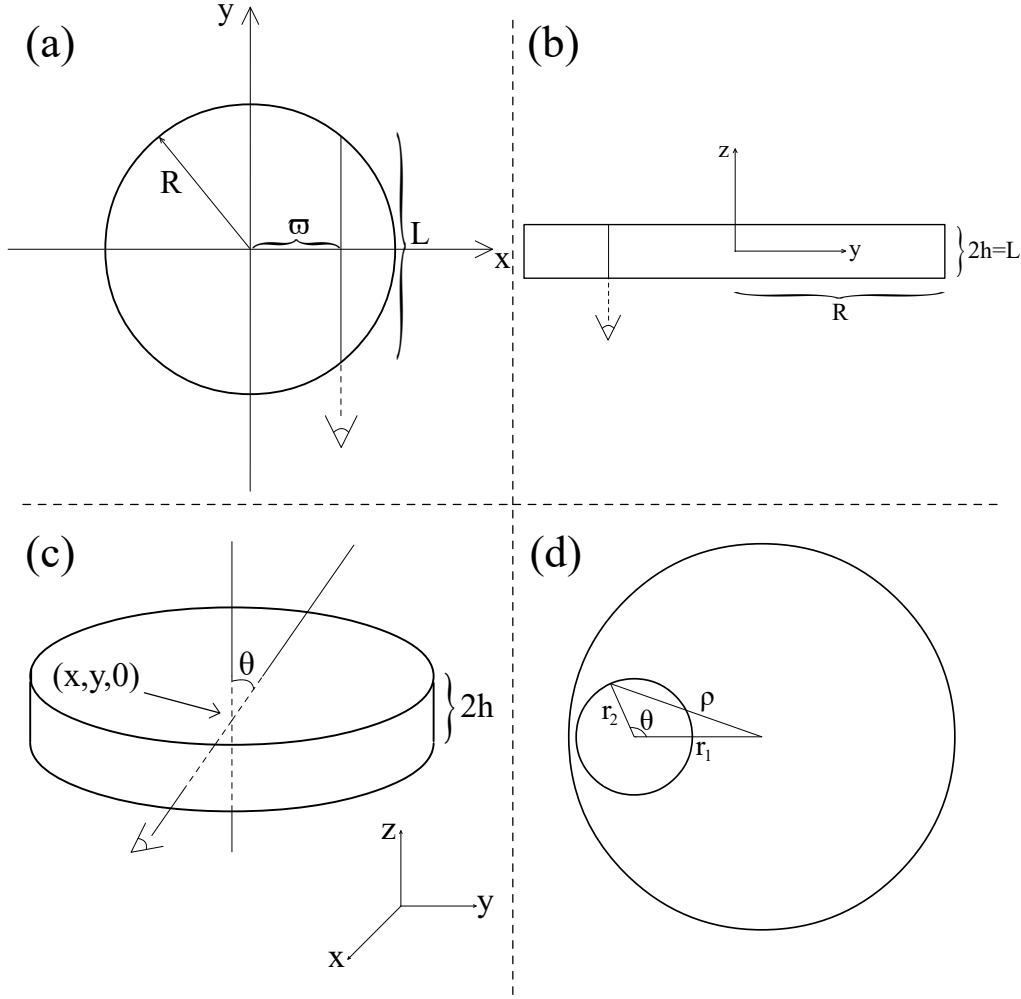 (a)
y
R
ϖ
L
x
(b)
z
y
2h=L
R
(c)
θ
(x,y,0)
2h
z
y
x
(d)
ρ
r₂
θ
r₁